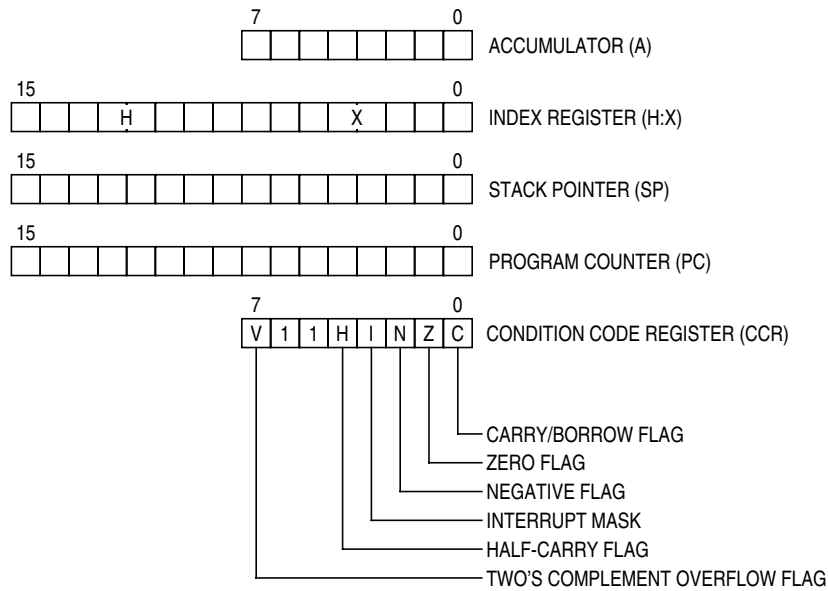 7 0
ACCUMULATOR (A)
15 0
H X INDEX REGISTER (H:X)
15 0
STACK POINTER (SP)
15 0
PROGRAM COUNTER (PC)
7 0
V 1 1 H I N Z C CONDITION CODE REGISTER (CCR)
CARRY/BORROW FLAG
ZERO FLAG
NEGATIVE FLAG
INTERRUPT MASK
HALF-CARRY FLAG
TWO'S COMPLEMENT OVERFLOW FLAG